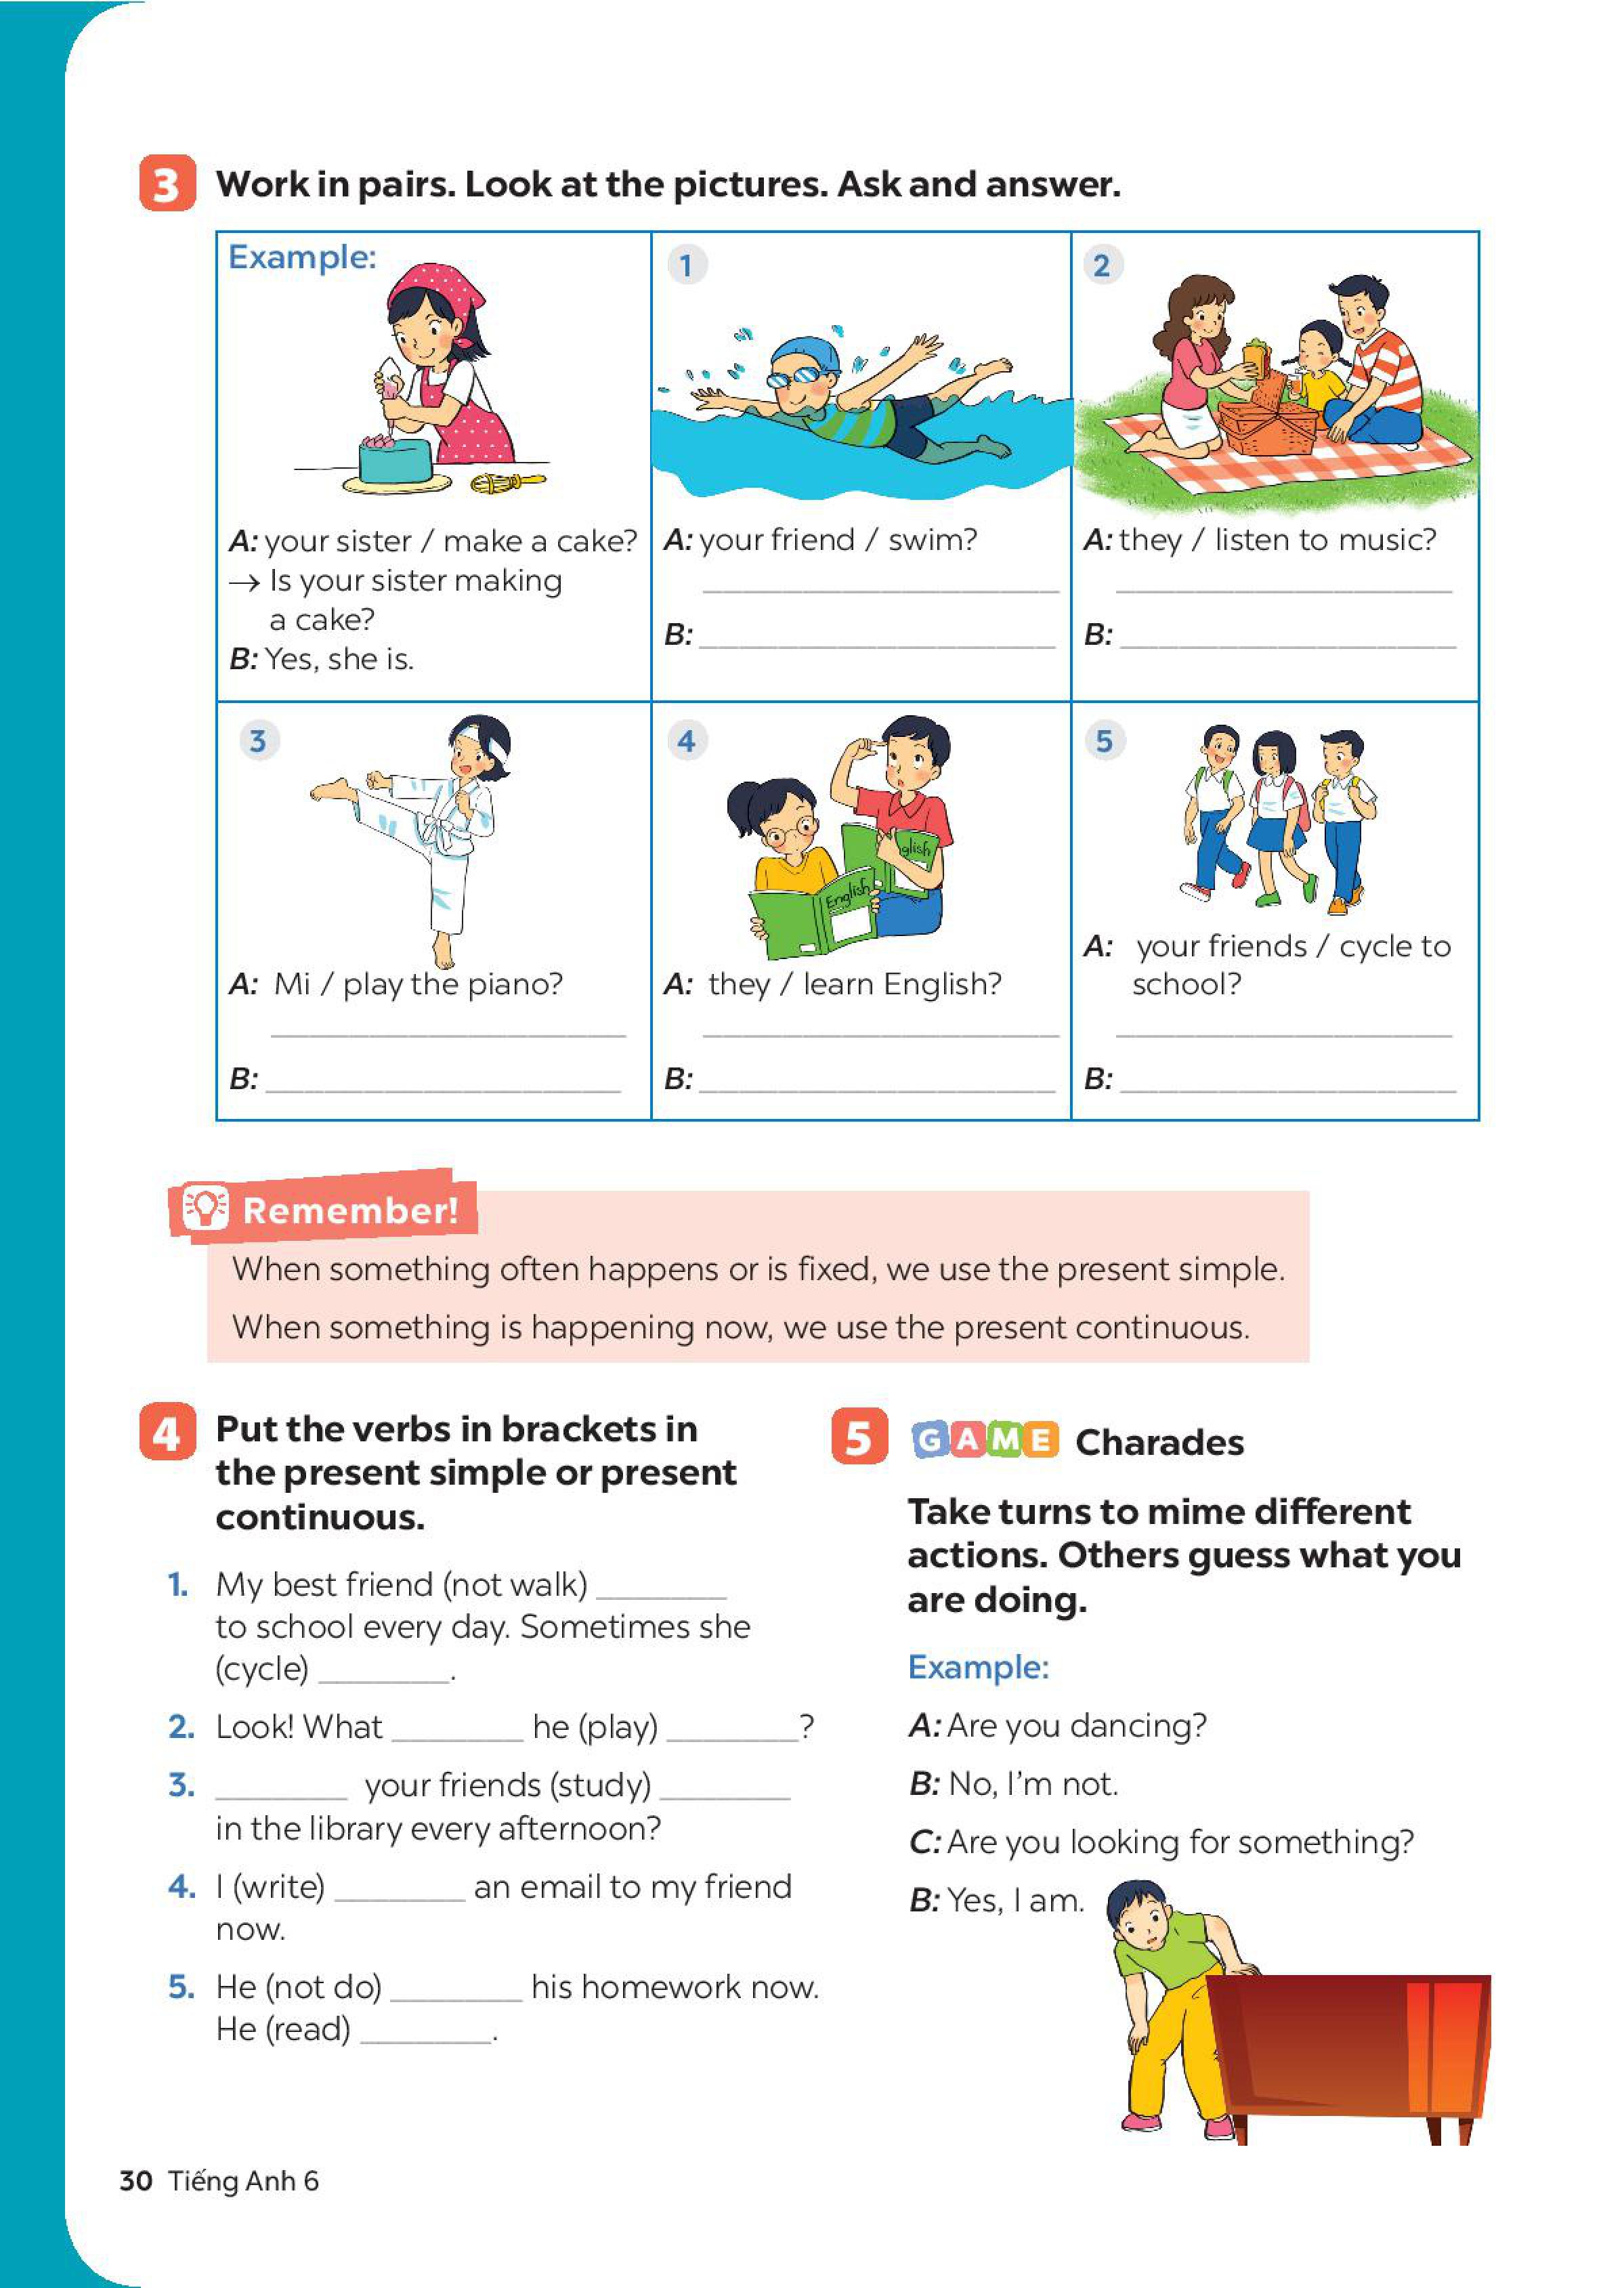 3 Work in pairs. Look at the pictures. Ask and answer.
Example:
A: your sister / make a cake?
→ Is your sister making
a cake?
B: Yes, she is.
1
A: your friend / swim?
B:
2
A: they / listen to music?
B:
3
A: Mi / play the piano?
B:
4
glish
English
A: they / learn English?
B:
5
A: your friends / cycle to
school?
B:
Remember!
When something often happens or is fixed, we use the present simple.
When something is happening now, we use the present continuous.
4 Put the verbs in brackets in
the present simple or present
continuous.
1. My best friend (not walk) ________
to school every day. Sometimes she
(cycle) ________.
2. Look! What ________ he (play) ________?
3. ________ your friends (study) ________
in the library every afternoon?
4. I (write) ________ an email to my friend
now.
5. He (not do) ________ his homework now.
He (read) ________.
5 GAME Charades
Take turns to mime different
actions. Others guess what you
are doing.
Example:
A: Are you dancing?
B: No, I'm not.
C: Are you looking for something?
B: Yes, I am.
30 Tiếng Anh 6